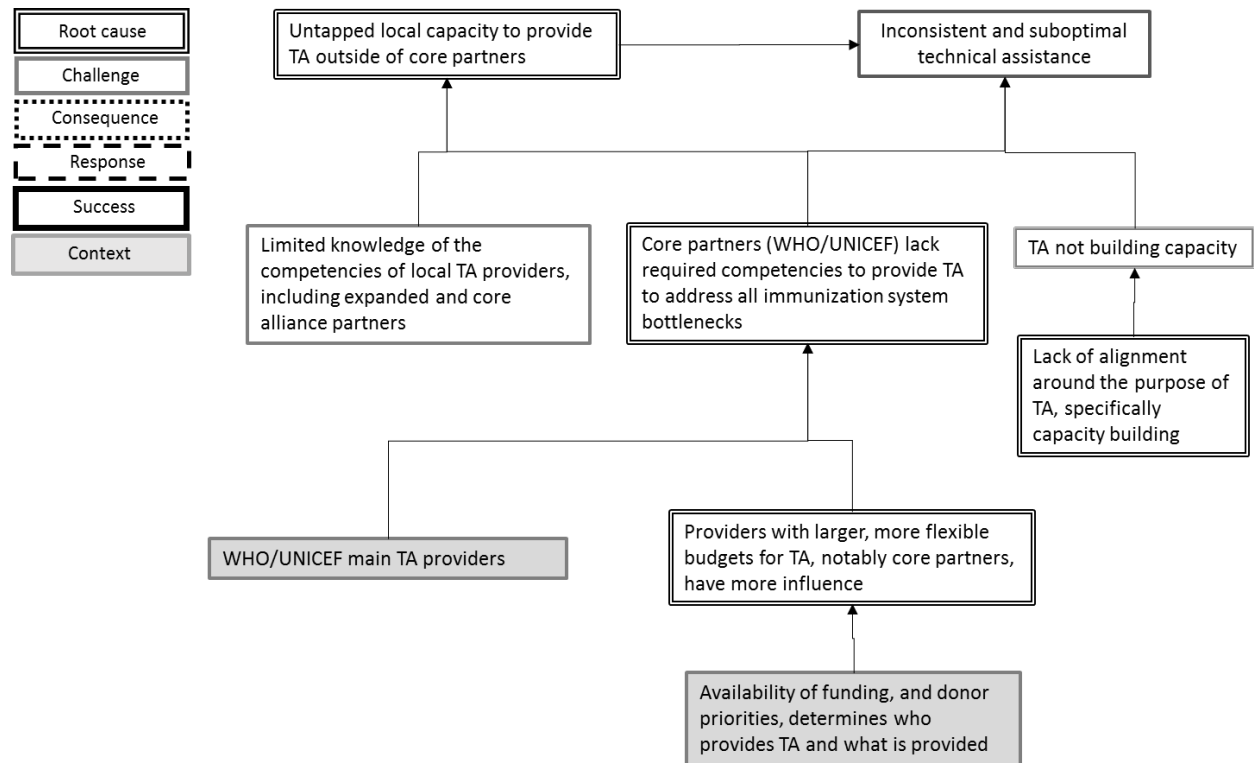 Root cause
Challenge
Consequence
Response
Success
Context
Untapped local capacity to provide
TA outside of core partners
Inconsistent and suboptimal
technical assistance
Limited knowledge of the
competencies of local TA providers,
including expanded and core
alliance partners
Core partners (WHO/UNICEF) lack
required competencies to provide TA
to address all immunization system
bottlenecks
TA not building capacity
Lack of alignment
around the purpose of
TA, specifically
capacity building
WHO/UNICEF main TA providers
Providers with larger, more flexible
budgets for TA, notably core partners,
have more influence
Availability of funding, and donor
priorities, determines who
provides TA and what is provided